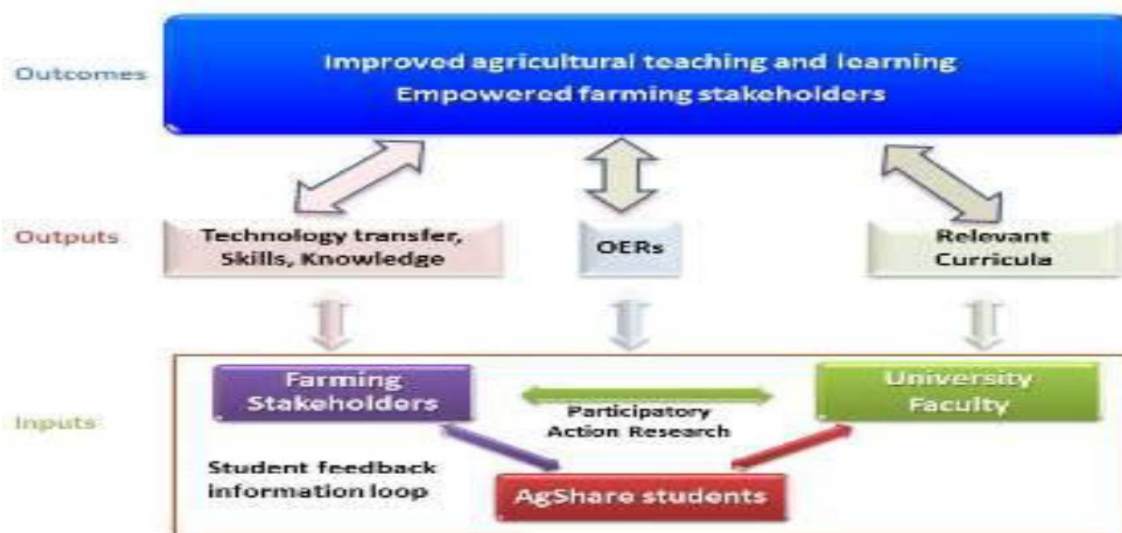 Outcomes
Improved agricultural teaching and learning
Empowered farming stakeholders
Outputs
Technology transfer,
Skills, Knowledge
OERs
Relevant
Curricula
Inputs
Farming
Stakeholders
University
Faculty
Participatory
Action Research
Student feedback
information loop
AgShare students